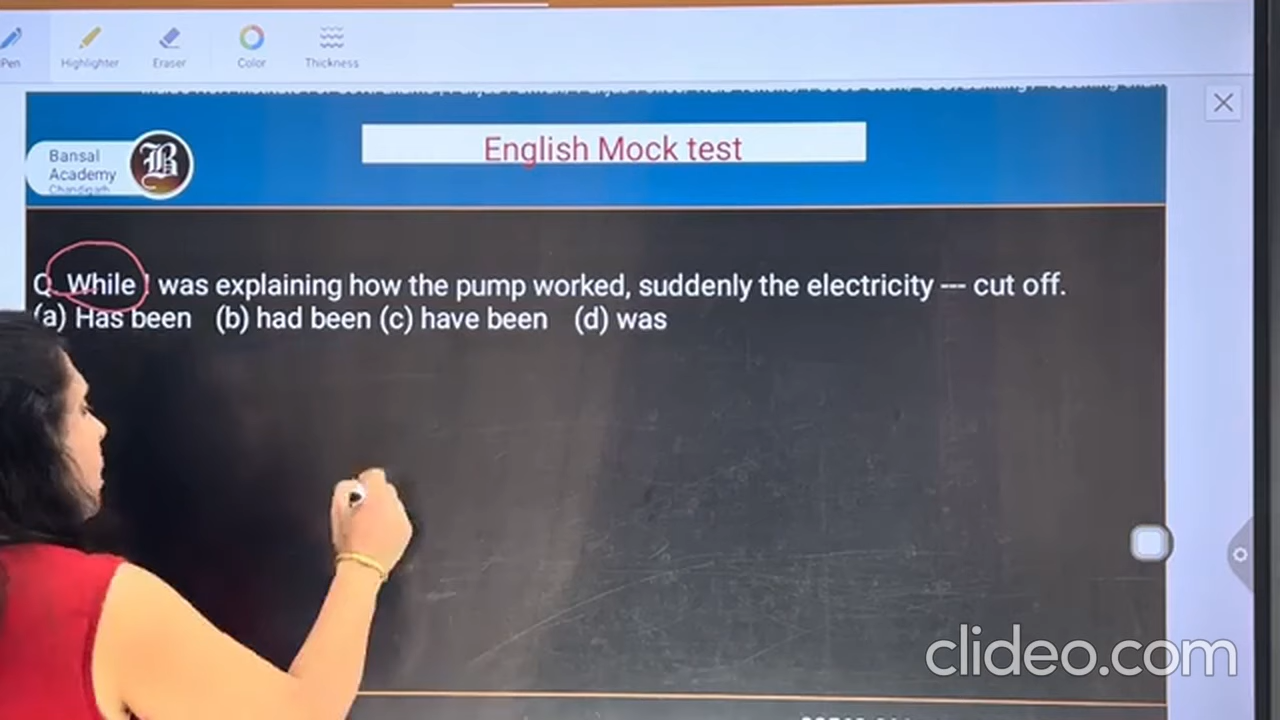 Pen Highlighter Eraser Color Thickness
Bansal
Academy
Chandigarh
B
English Mock test
Q. While I was explaining how the pump worked, suddenly the electricity --- cut off.
(a) Has been (b) had been (c) have been (d) was
clideo.com